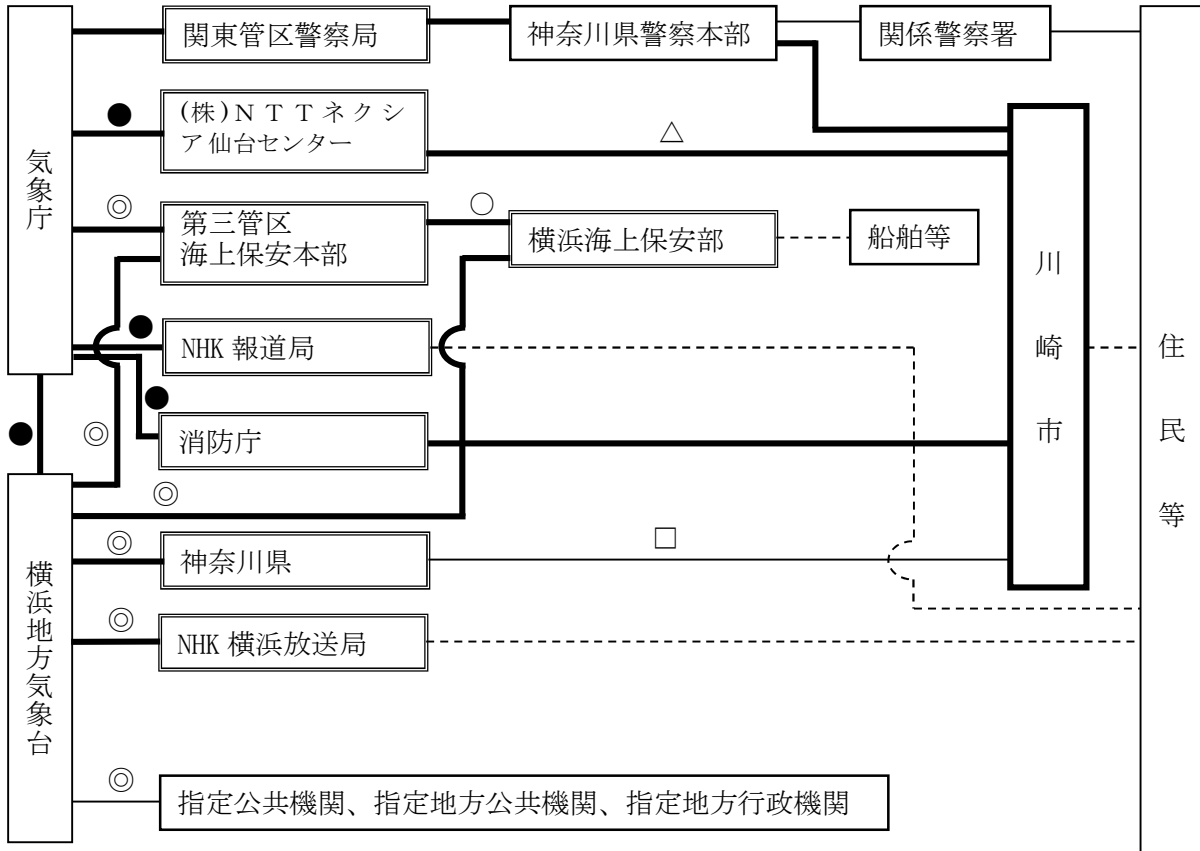 関東管区警察局
神奈川県警察本部
関係警察署
(株)NTTネクシ
ア仙台センター
●
△
気象庁
◎
第三管区
海上保安本部
○
横浜海上保安部
船舶等
川崎市
●
NHK 報道局
住民等
●
消防庁
●
◎
◎
◎
神奈川県
□
横浜地方気象台
◎
NHK 横浜放送局
◎
指定公共機関、指定地方公共機関、指定地方行政機関